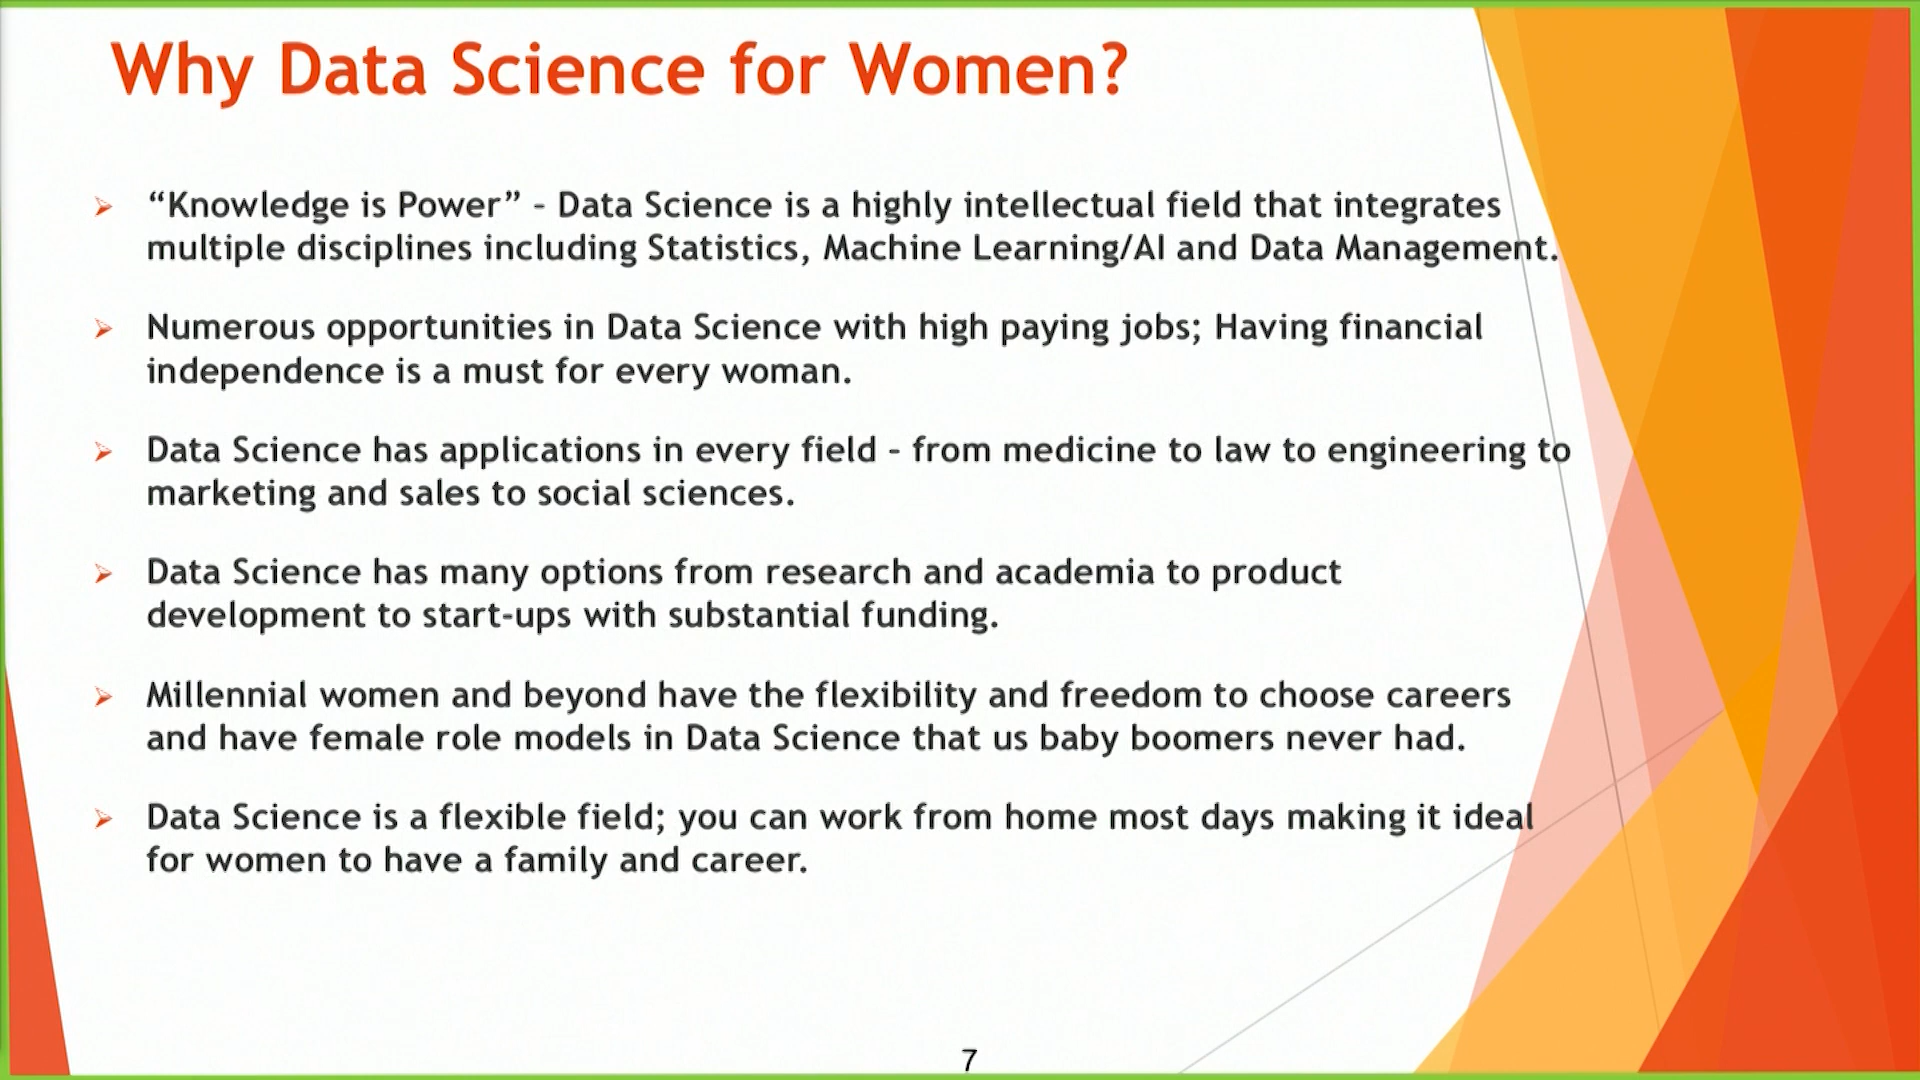 Why Data Science for Women?
“Knowledge is Power” – Data Science is a highly intellectual field that integrates
multiple disciplines including Statistics, Machine Learning/AI and Data Management.
Numerous opportunities in Data Science with high paying jobs; Having financial
independence is a must for every woman.
Data Science has applications in every field – from medicine to law to engineering to
marketing and sales to social sciences.
Data Science has many options from research and academia to product
development to start-ups with substantial funding.
Millennial women and beyond have the flexibility and freedom to choose careers
and have female role models in Data Science that us baby boomers never had.
Data Science is a flexible field; you can work from home most days making it ideal
for women to have a family and career.
7